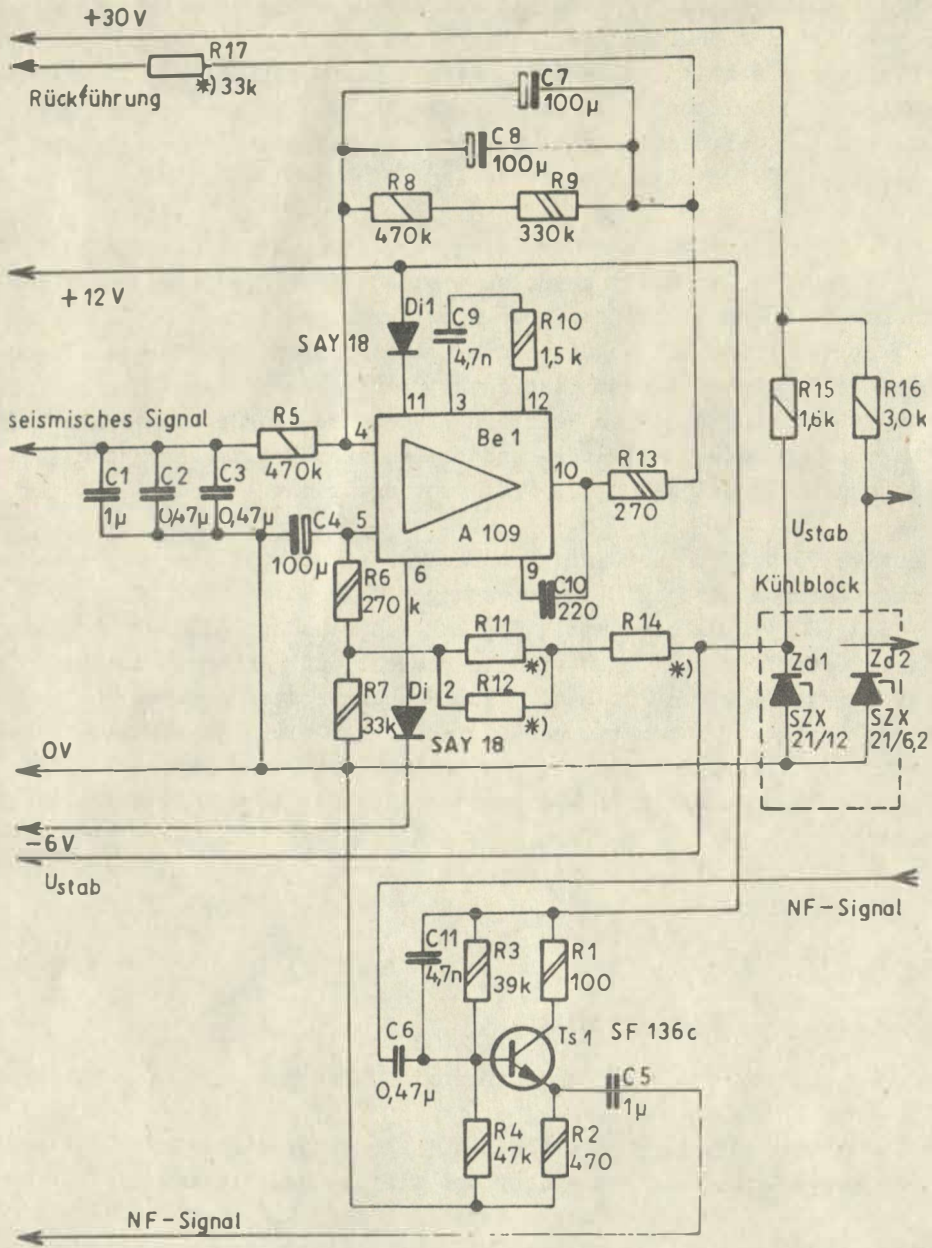 +30V
R17
*) 33k
Rückführung
C7
100µ
C8
100µ
R8
470k
R9
330k
+12V
Di1
SAY 18
C9
4,7n
R10
1,5k
R15
1,6k
R16
3,0k
seismisches Signal
R5
470k
11
3
12
4
Be 1
10
R13
270
C1
1µ
C2
0,47µ
C3
0,47µ
C4
100µ
5
A 109
Ustab
6
9
C10
220
Kühlblock
R6
270 k
R11
*)
R14
*)
R12
*)
Zd1
SZX
21/12
Zd2
SZX
21/6,2
R7
33k
Di 2
SAY 18
0V
-6V
Ustab
NF-Signal
C11
4,7n
R3
39k
R1
100
C6
0,47µ
Ts1
SF 136c
C5
1µ
R4
47k
R2
470
NF-Signal